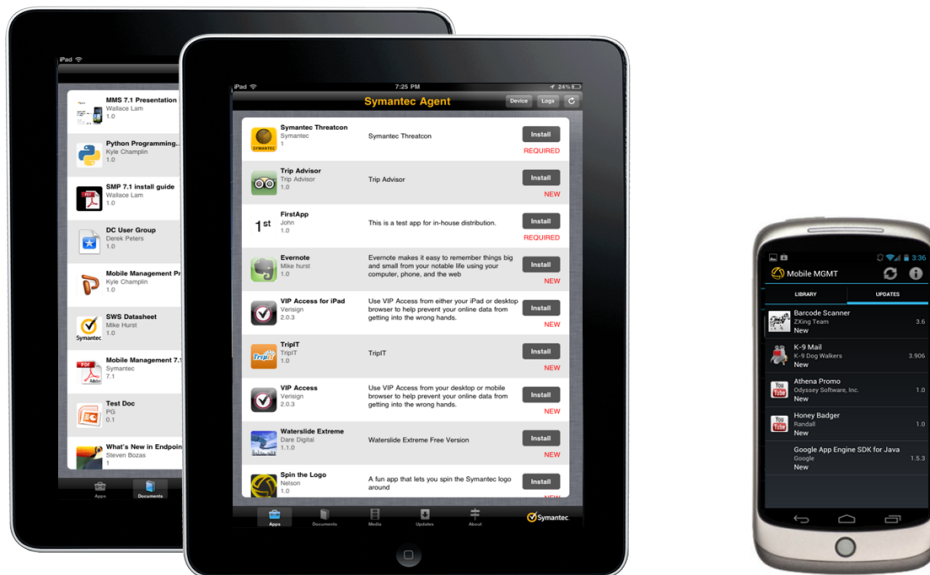 iPad
MMS 7.1 Presentation
Wallace Lam
1.0
Python Programming..
Kyle Champlin
1.0
SMP 7.1 install guide
Wallace Lam
1.0
DC User Group
Derek Peters
1.0
Mobile Management Pr
Kyle Champlin
1.0
SWS Datasheet
Mike Hurst
1.0
Symantec
Mobile Management 7.1
Symantec
7.1
PDF
Test Doc
PG
0.1
What's New in Endpoin
Steven Bozas
1
Apps
Documents
iPad
7:25 PM
24%
Symantec Agent
Device
Logs
Symantec Threatcon
Symantec
1
SYMANTEC
Symantec Threatcon
Install
REQUIRED
Trip Advisor
Trip Advisor
1.0
Trip Advisor
Install
NEW
1st
FirstApp
John
1.0
This is a test app for in-house distribution.
Install
REQUIRED
Evernote
Mike hurst
1.0
Evernote makes it easy to remember things big
and small from your notable life using your
computer, phone, and the web
Install
NEW
VIP Access for iPad
Verisign
2.0.3
Use VIP Access from either your iPad or desktop
browser to help prevent your online data from
getting into the wrong hands.
Install
NEW
TripIt
TripIT
TripIT
1.0
TripIT
Install
NEW
VIP Access
Verisign
2.0.3
Use VIP Access from your desktop or mobile
browser to help prevent your online data from
getting into the wrong hands.
Install
NEW
Waterslide Extreme
Dare Digital
1.1.0
Waterslide Extreme Free Version
Install
NEW
Spin the Logo
Nelson
1.0
A fun app that lets you spin the Symantec logo
around
Install
NEW
Apps
Documents
Media
Updates
About
Symantec.
3:36
Mobile MGMT
LIBRARY
UPDATES
Barcode Scanner
ZXing Team
3.6
New
K-9 Mail
K-9 Dog Walkers
3.906
New
You
Tube
Athena Promo
Odyssey Software, Inc.
1.0
New
You
Tube
Honey Badger
Randall
1.0
New
Google App Engine SDK for Java
Google
1.5.3
New